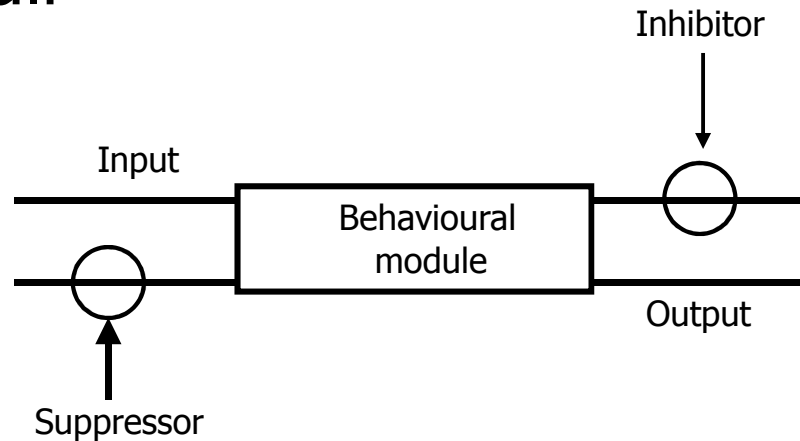 Inhibitor
Input
Behavioural
module
Output
Suppressor